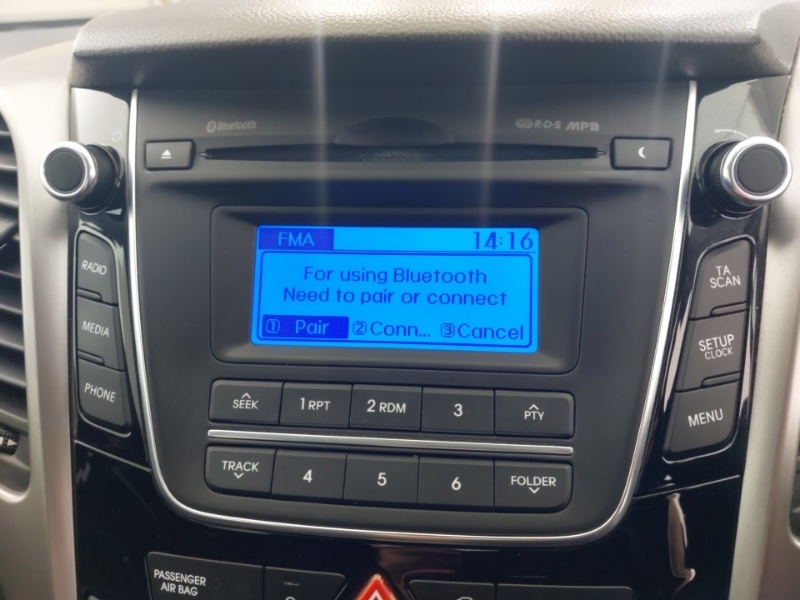 Bluetooth
R·D·S MP3
FMA 14:16
For using Bluetooth
Need to pair or connect
① Pair ② Conn... ③ Cancel
RADIO
MEDIA
PHONE
TA
SCAN
SETUP
CLOCK
MENU
SEEK
1 RPT
2 RDM
3
PTY
TRACK
4
5
6
FOLDER
PASSENGER
AIR BAG